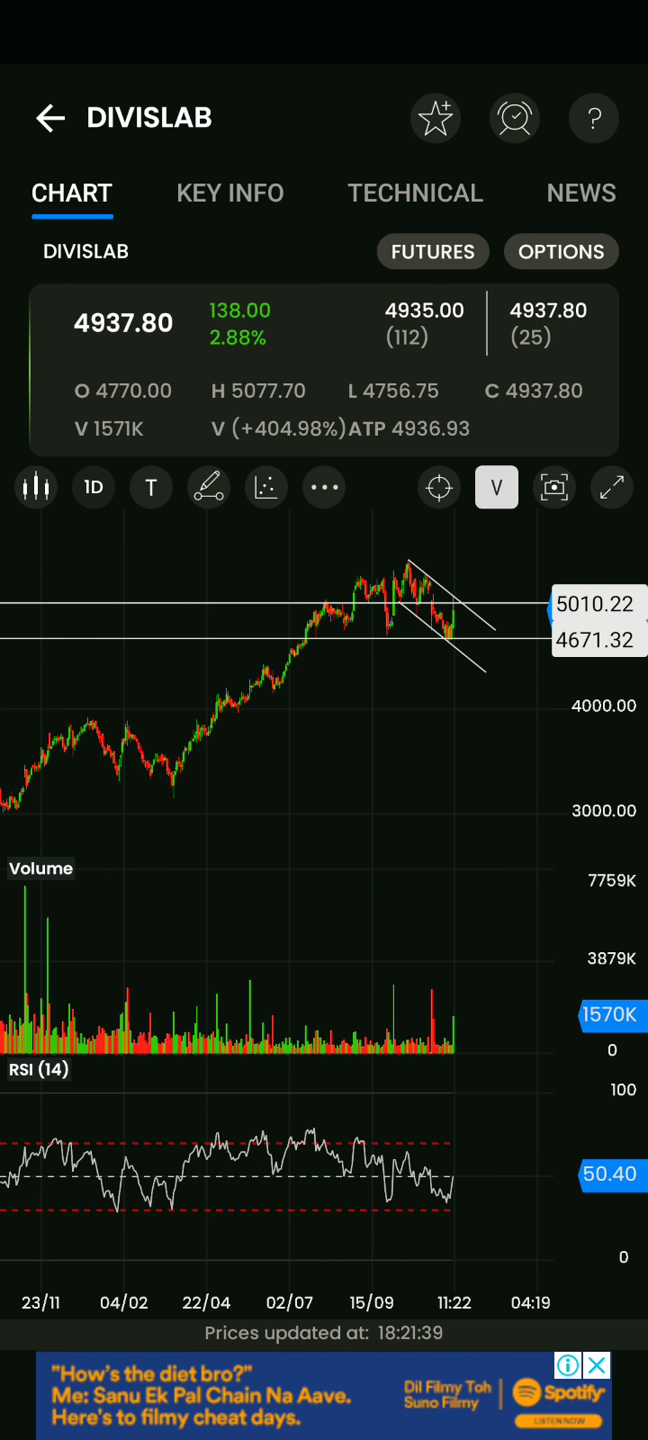 DIVISLAB
CHART KEY INFO TECHNICAL NEWS
DIVISLAB FUTURES OPTIONS
4937.80 138.00 4935.00 4937.80
2.88% (112) (25)
O 4770.00 H 5077.70 L 4756.75 C 4937.80
V 1571K V (+404.98%)ATP 4936.93
1D T V
5010.22
4671.32
4000.00
3000.00
Volume
7759K
3879K
1570K
0
RSI (14)
100
50.40
0
23/11 04/02 22/04 02/07 15/09 11:22 04:19
Prices updated at: 18:21:39
"How's the diet bro?"
Me: Sanu Ek Pal Chain Na Aave.
Here's to filmy cheat days.
Dil Filmy Toh
Suno Filmy
Spotify
LISTEN NOW